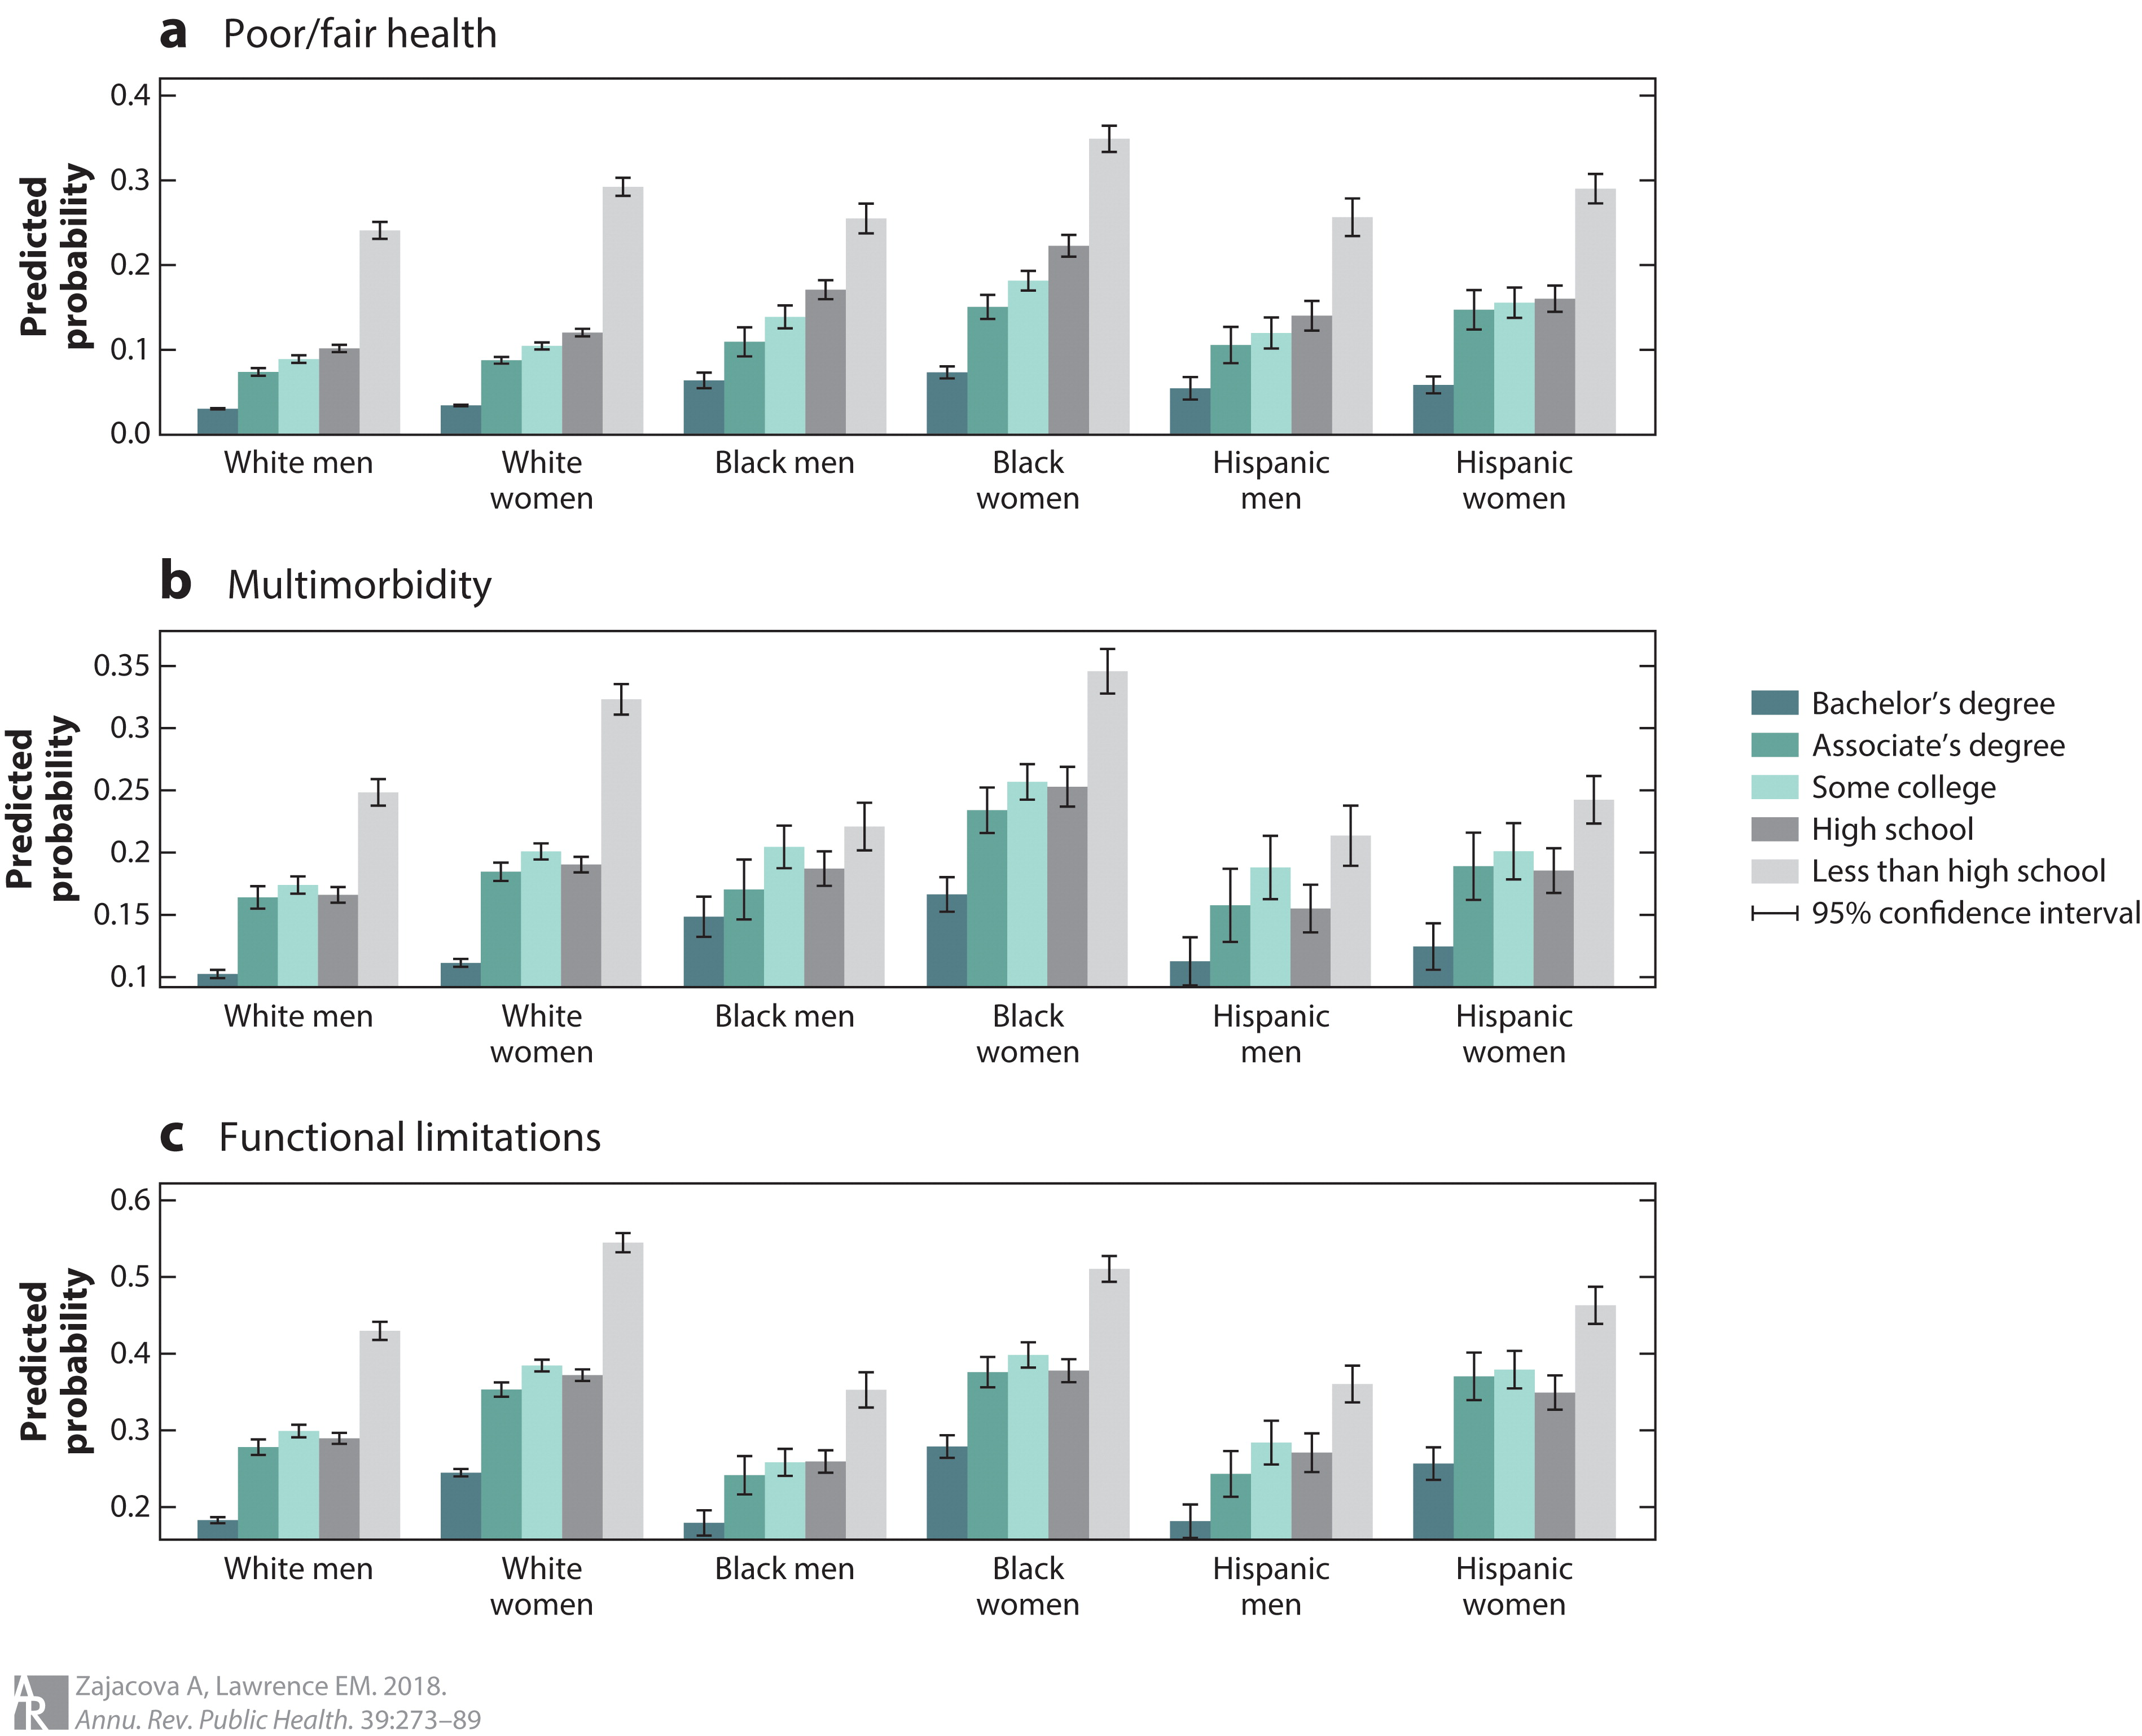 a Poor/fair health
Predicted
probability
0.4
0.3
0.2
0.1
0.0
White men
White
women
Black men
Black
women
Hispanic
men
Hispanic
women
b Multimorbidity
Predicted
probability
0.35
0.3
0.25
0.2
0.15
0.1
White men
White
women
Black men
Black
women
Hispanic
men
Hispanic
women
Bachelor’s degree
Associate’s degree
Some college
High school
Less than high school
95% confidence interval
c Functional limitations
Predicted
probability
0.6
0.5
0.4
0.3
0.2
White men
White
women
Black men
Black
women
Hispanic
men
Hispanic
women
AR
Zajacova A, Lawrence EM. 2018.
Annu. Rev. Public Health. 39:273–89